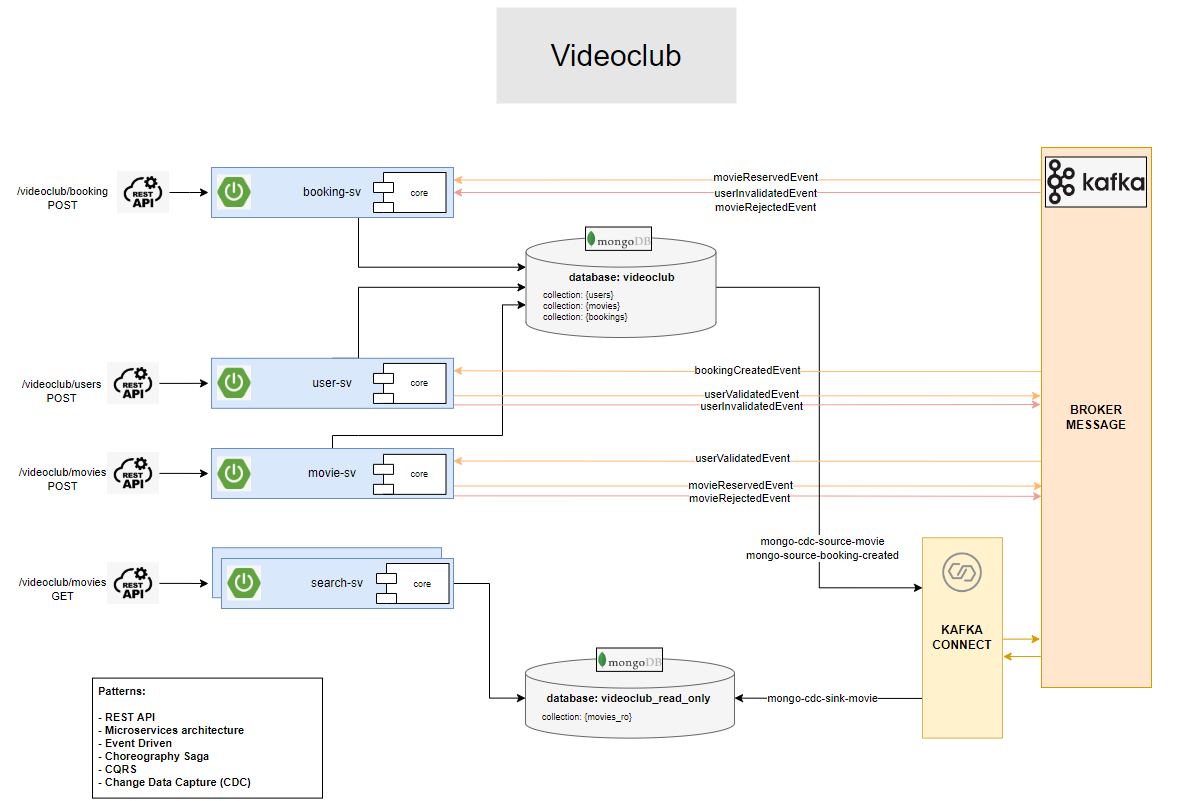 Videoclub
/videoclub/booking
POST
REST
API
booking-sv
core
movieReservedEvent
userInvalidatedEvent
movieRejectedEvent
kafka
mongoDB
database: videoclub
collection: {users}
collection: {movies}
collection: {bookings}
/videoclub/users
POST
REST
API
user-sv
core
bookingCreatedEvent
userValidatedEvent
userInvalidatedEvent
BROKER
MESSAGE
/videoclub/movies
POST
REST
API
movie-sv
core
userValidatedEvent
movieReservedEvent
movieRejectedEvent
mongo-cdc-source-movie
mongo-source-booking-created
/videoclub/movies
GET
REST
API
search-sv
core
KAFKA
CONNECT
mongoDB
database: videoclub_read_only
collection: {movies_ro}
mongo-cdc-sink-movie
Patterns:
- REST API
- Microservices architecture
- Event Driven
- Choreography Saga
- CQRS
- Change Data Capture (CDC)